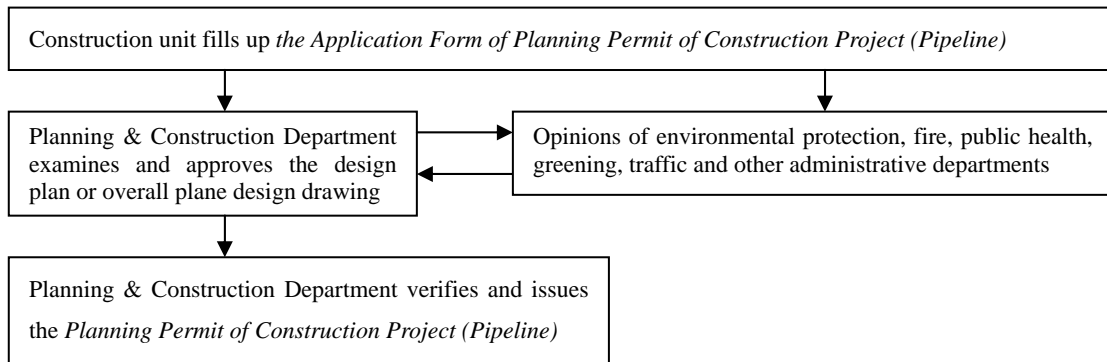 Construction unit fills up the Application Form of Planning Permit of Construction Project (Pipeline)
Planning & Construction Department
examines and approves the design
plan or overall plane design drawing
Opinions of environmental protection, fire, public health,
greening, traffic and other administrative departments
Planning & Construction Department verifies and issues
the Planning Permit of Construction Project (Pipeline)